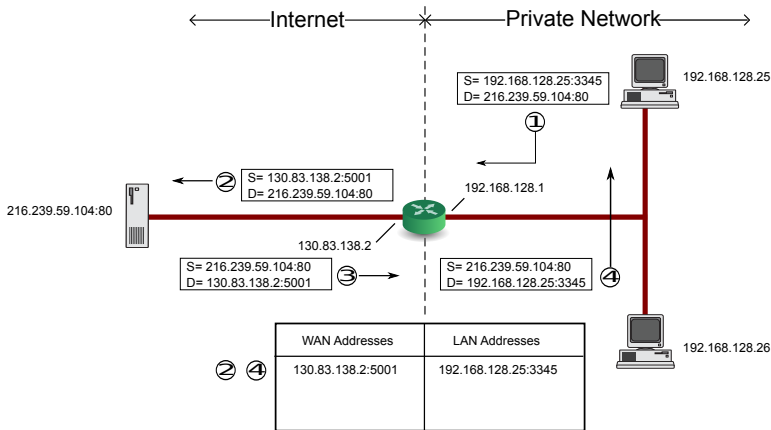 Internet
Private Network
S= 192.168.128.25:3345
D= 216.239.59.104:80
192.168.128.25
①
② S= 130.83.138.2:5001
D= 216.239.59.104:80
192.168.128.1
216.239.59.104:80
130.83.138.2
S= 216.239.59.104:80
D= 130.83.138.2:5001
③
S= 216.239.59.104:80
D= 192.168.128.25:3345
④
WAN Addresses LAN Addresses
② ④ 130.83.138.2:5001 192.168.128.25:3345
192.168.128.26